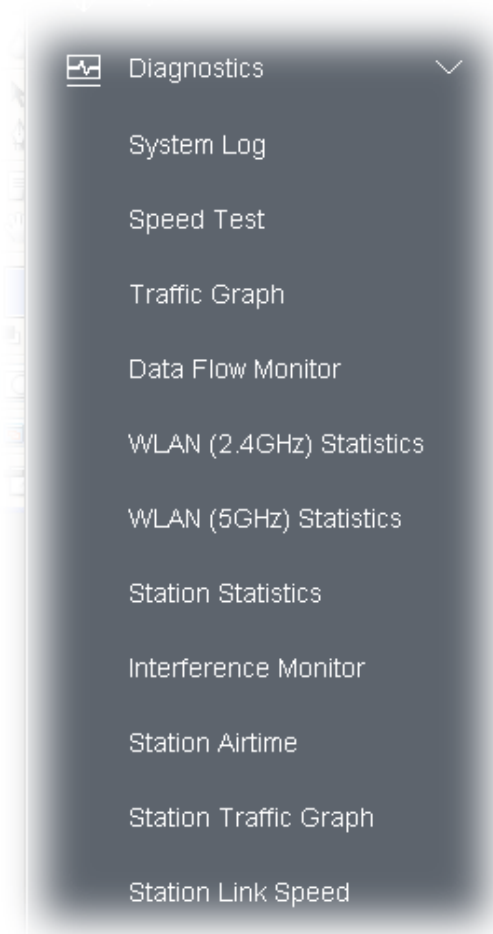 Diagnostics
System Log
Speed Test
Traffic Graph
Data Flow Monitor
WLAN (2.4GHz) Statistics
WLAN (5GHz) Statistics
Station Statistics
Interference Monitor
Station Airtime
Station Traffic Graph
Station Link Speed